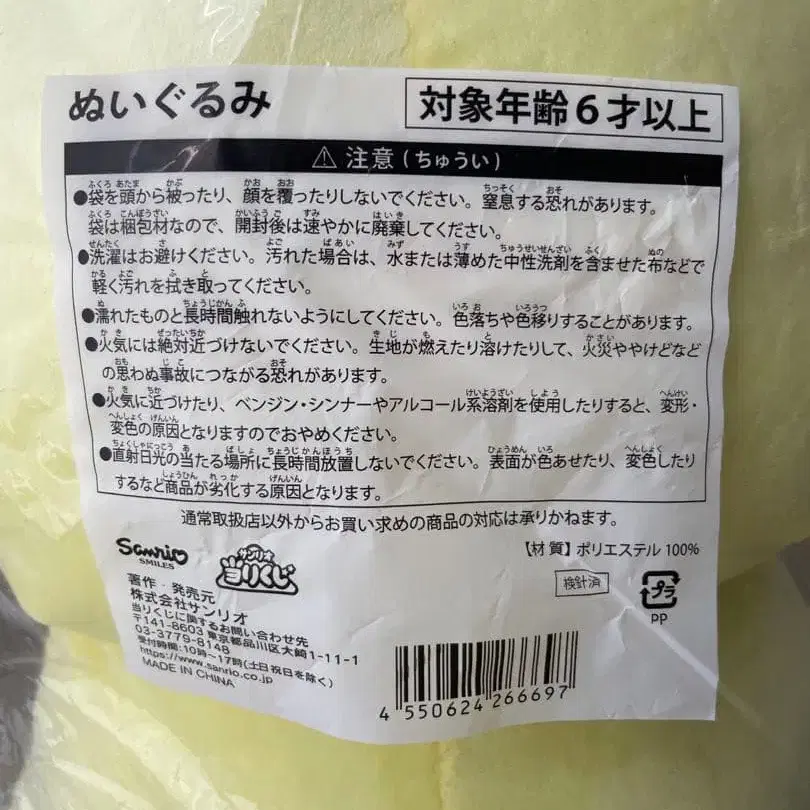 ぬいぐるみ
対象年齢6才以上
⚠ 注意(ちゅうい)
●袋を頭から被ったり、顔を覆ったりしないでください。窒息する恐れがあります。
袋は梱包材なので、開封後は速やかに廃棄してください。
●洗濯はお避けください。汚れた場合は、水または薄めた中性洗剤を含ませた布などで
軽く汚れを拭き取ってください。
●濡れたものと長時間触れないようにしてください。色落ちや色移りすることがあります。
●火気には絶対近づけないでください。生地が燃えたり溶けたりして、火災ややけどなど
の思わぬ事故につながる恐れがあります。
●火気に近づけたり、ベンジン・シンナーやアルコール系溶剤を使用したりすると、変形・
変色の原因となりますのでおやめください。
●直射日光の当たる場所に長時間放置しないでください。表面が色あせたり、変色したり
するなど商品が劣化する原因となります。
通常取扱店以外からお買い求めの商品の対応は承りかねます。
Sanrio
SMILES
サンリオ
当りくじ
【材 質】ポリエステル 100%
検針済
プラ
PP
著作・発売元
株式会社サンリオ
当りくじに関するお問い合わせ先
〒141-8603 東京都品川区大崎1-11-1
03-3779-8148
受付時間:10時〜17時(土日祝日を除く)
https://www.sanrio.co.jp
MADE IN CHINA
4 550624 266697